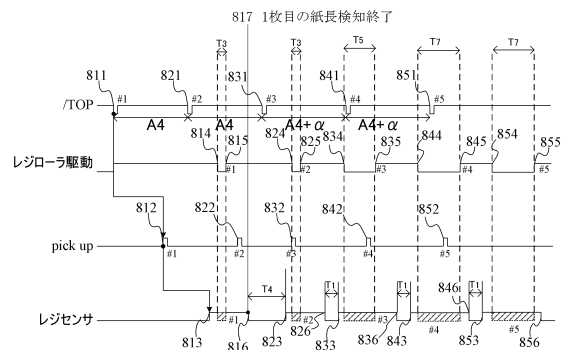 817 1枚目の紙長検知終了
T3 T3 T5 T7 T7
811 821 831 841 851
/TOP #1 #2 #3 #4 #5
A4 A4 A4+α A4+α
814 815 824 825 834 835 844 845 854 855
レジローラ駆動 #1 #2 #3 #4 #5
812 822 832 842 852
pick up #1 #2 #3 #4 #5
T4 T1 T1 846 T1
レジセンサ #1 #2 #3 #4 #5
813 816 823 826 833 836 843 853 856